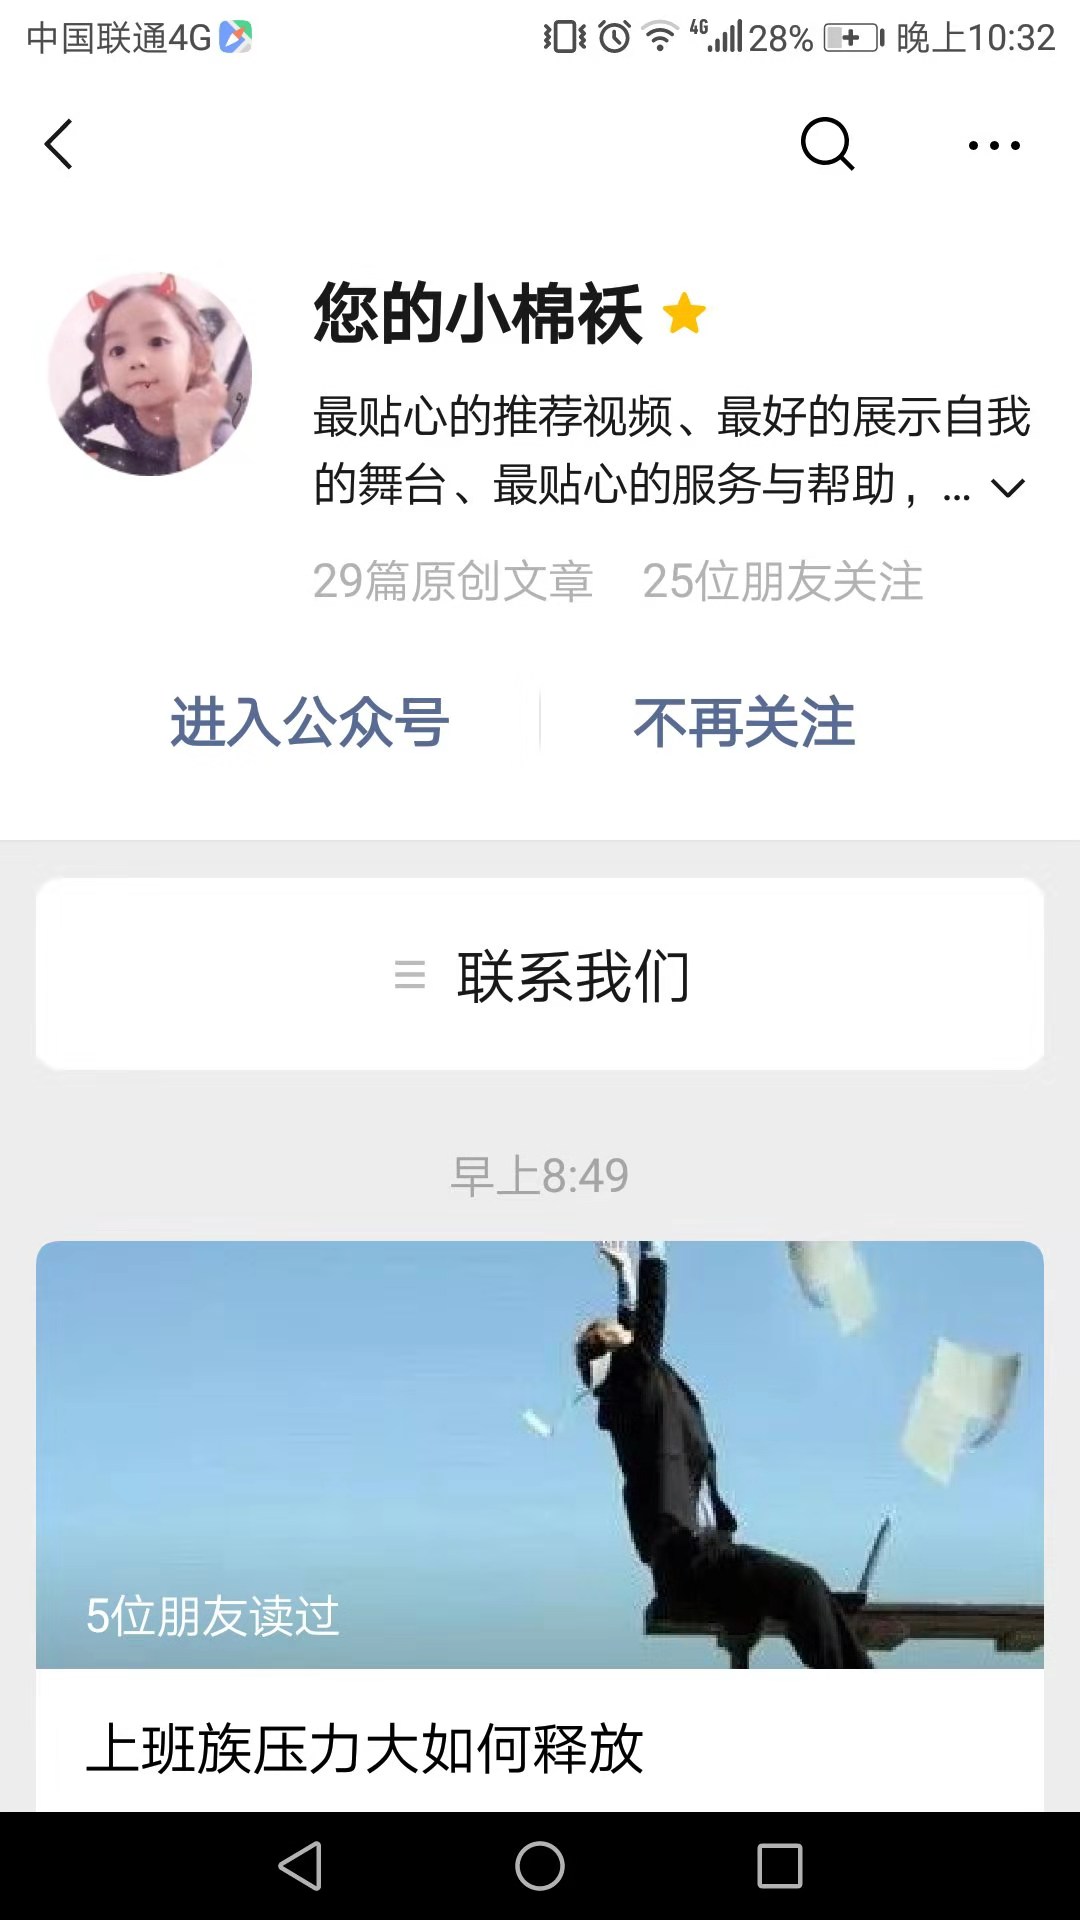 中国联通4G
4G 28% 晚上10:32
您的小棉袄
最贴心的推荐视频、最好的展示自我
的舞台、最贴心的服务与帮助，...
29篇原创文章 25位朋友关注
进入公众号 不再关注
联系我们
早上8:49
5位朋友读过
上班族压力大如何释放